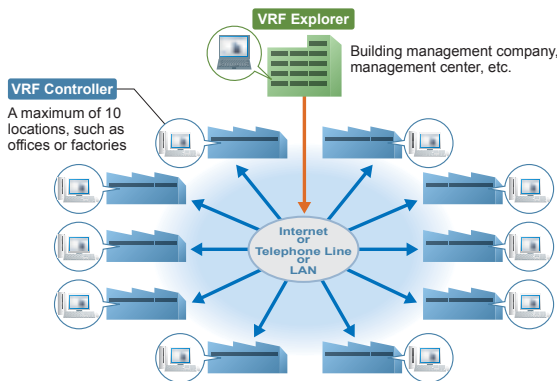 VRF Explorer
Building management company,
management center, etc.
VRF Controller
A maximum of 10
locations, such as
offices or factories
Internet
or
Telephone Line
or
LAN